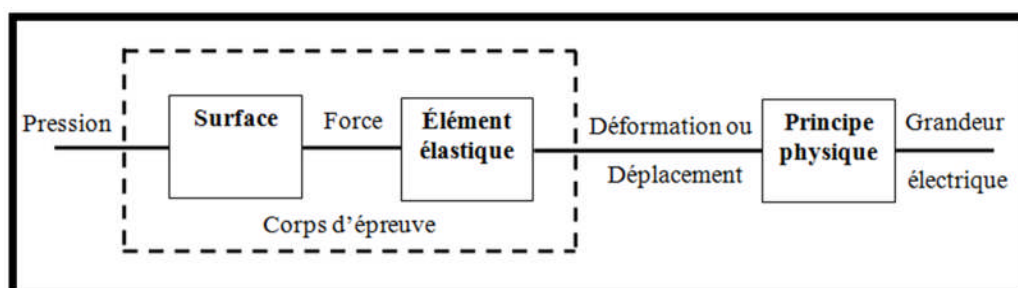 Pression
Surface
Force
Élément
élastique
Déformation ou
Déplacement
Principe
physique
Grandeur
électrique
Corps d'épreuve